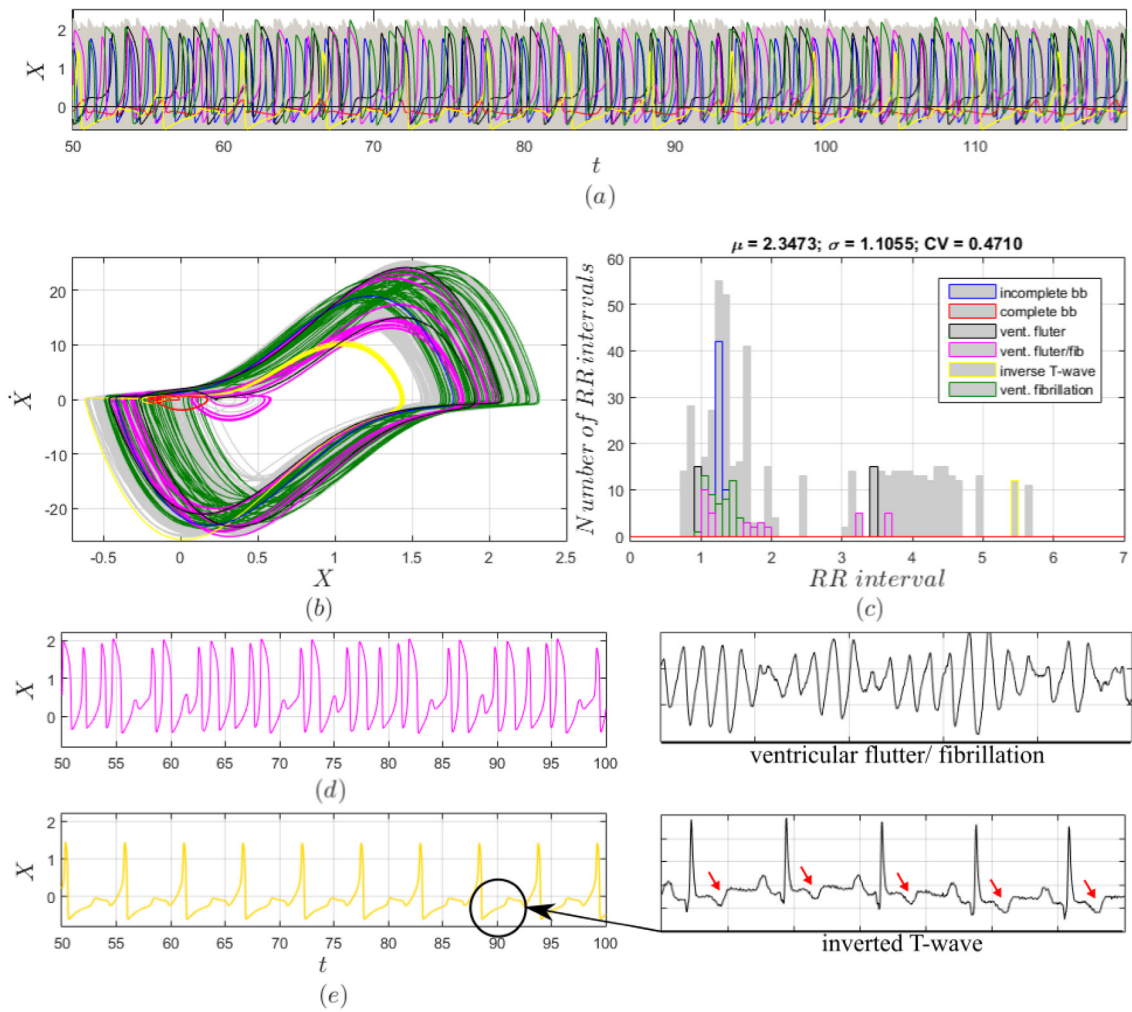 2
1
0
X
50 60 70 80 90 100 110
t
(a)
μ = 2.3473; σ = 1.1055; CV = 0.4710
20
10
0
-10
-20
Ẋ
-0.5 0 0.5 1 1.5 2 2.5
X
(b)
60
50
40
30
20
10
0
Number of RR intervals
incomplete bb
complete bb
vent. fluter
vent. fluter/fib
inverse T-wave
vent. fibrillation
0 1 2 3 4 5 6 7
RR interval
(c)
2
1
0
X
50 55 60 65 70 75 80 85 90 95 100
(d)
ventricular flutter/ fibrillation
2
1
0
X
50 55 60 65 70 75 80 85 90 95 100
t
(e)
inverted T-wave